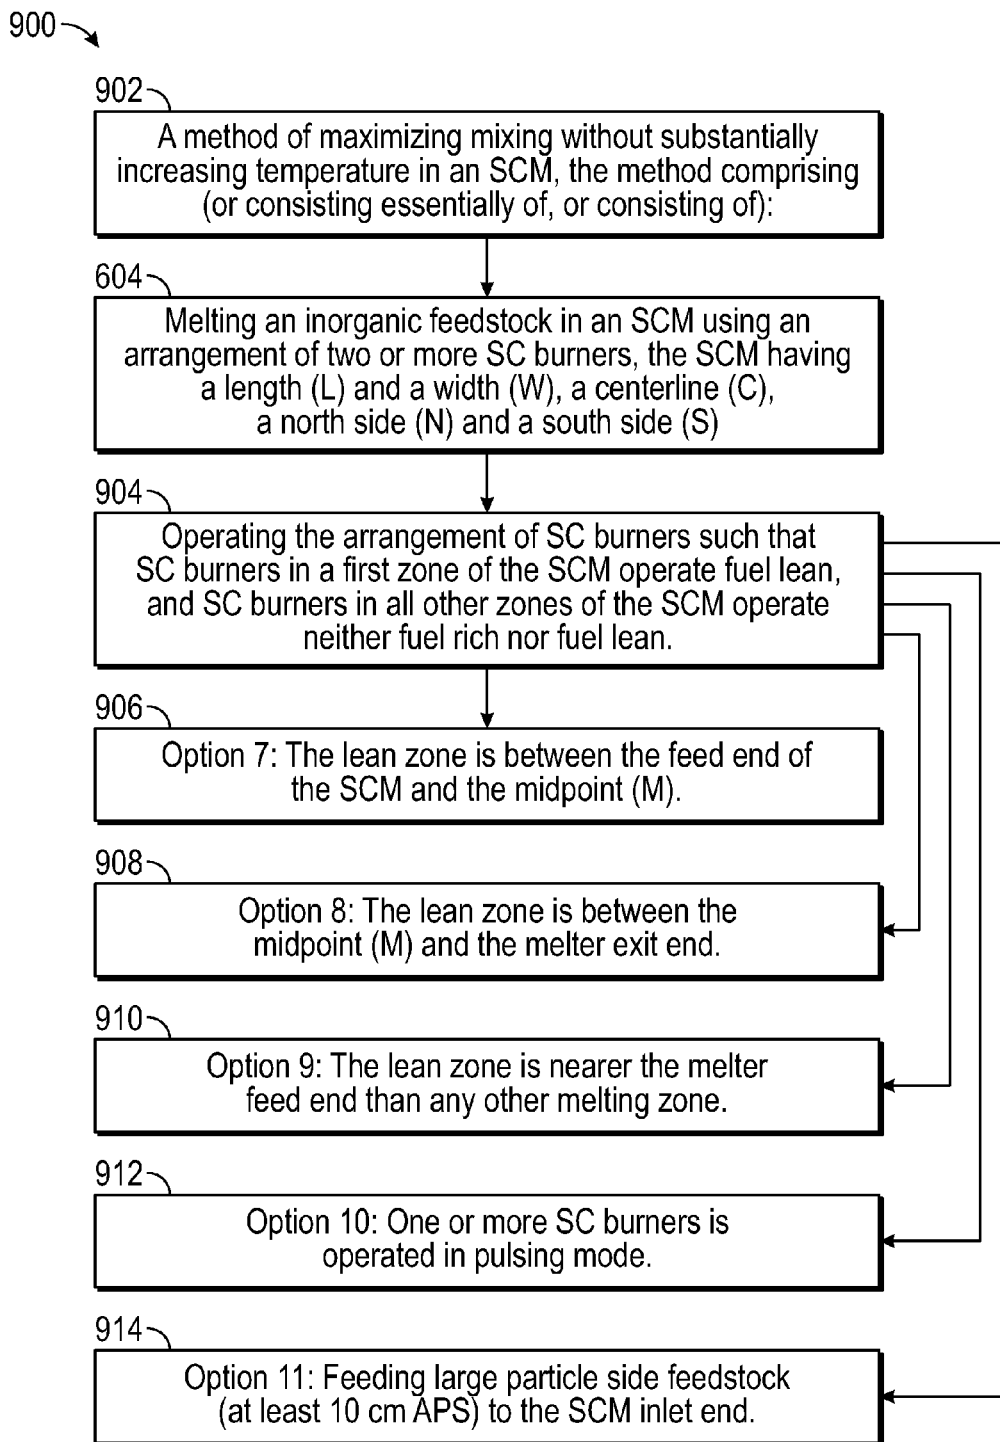 900
902
A method of maximizing mixing without substantially
increasing temperature in an SCM, the method comprising
(or consisting essentially of, or consisting of):
604
Melting an inorganic feedstock in an SCM using an
arrangement of two or more SC burners, the SCM having
a length (L) and a width (W), a centerline (C),
a north side (N) and a south side (S)
904
Operating the arrangement of SC burners such that
SC burners in a first zone of the SCM operate fuel lean,
and SC burners in all other zones of the SCM operate
neither fuel rich nor fuel lean.
906
Option 7: The lean zone is between the feed end of
the SCM and the midpoint (M).
908
Option 8: The lean zone is between the
midpoint (M) and the melter exit end.
910
Option 9: The lean zone is nearer the melter
feed end than any other melting zone.
912
Option 10: One or more SC burners is
operated in pulsing mode.
914
Option 11: Feeding large particle side feedstock
(at least 10 cm APS) to the SCM inlet end.